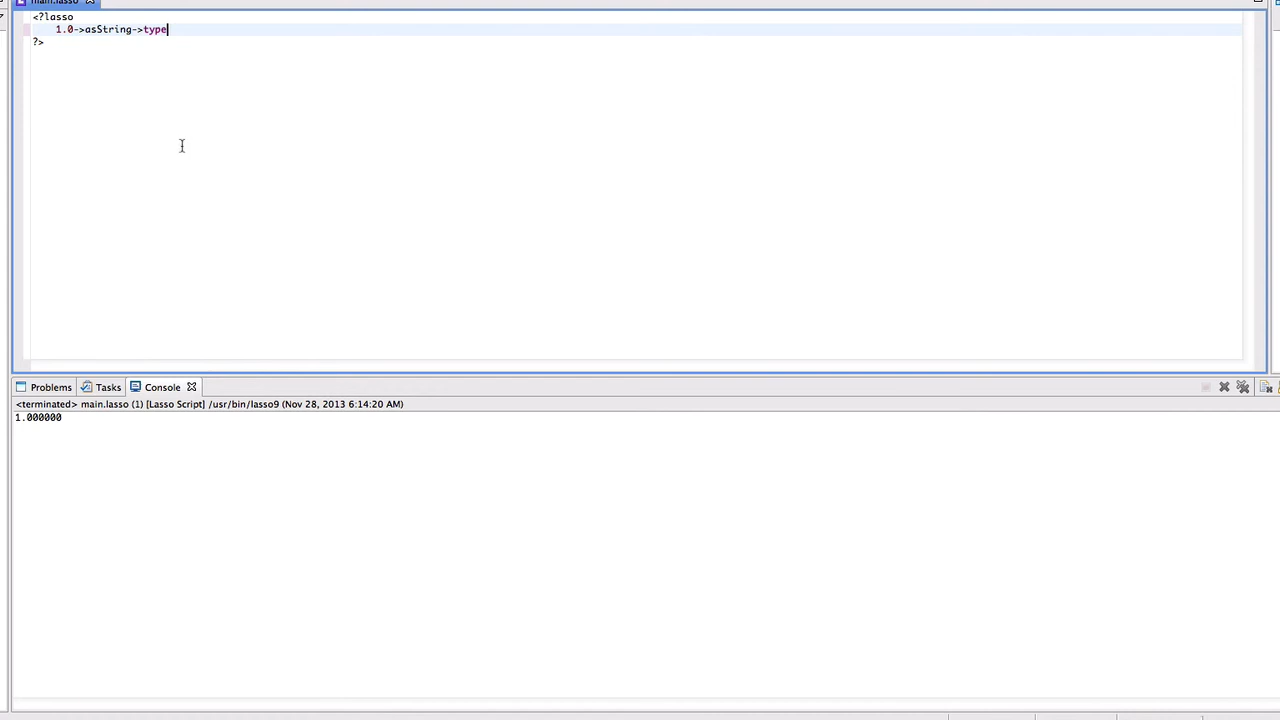 main.lasso
<?lasso
1.0->asString->type
?>
Problems Tasks Console
<terminated> main.lasso (1) [Lasso Script] /usr/bin/lasso9 (Nov 28, 2013 6:14:20 AM)
1.000000